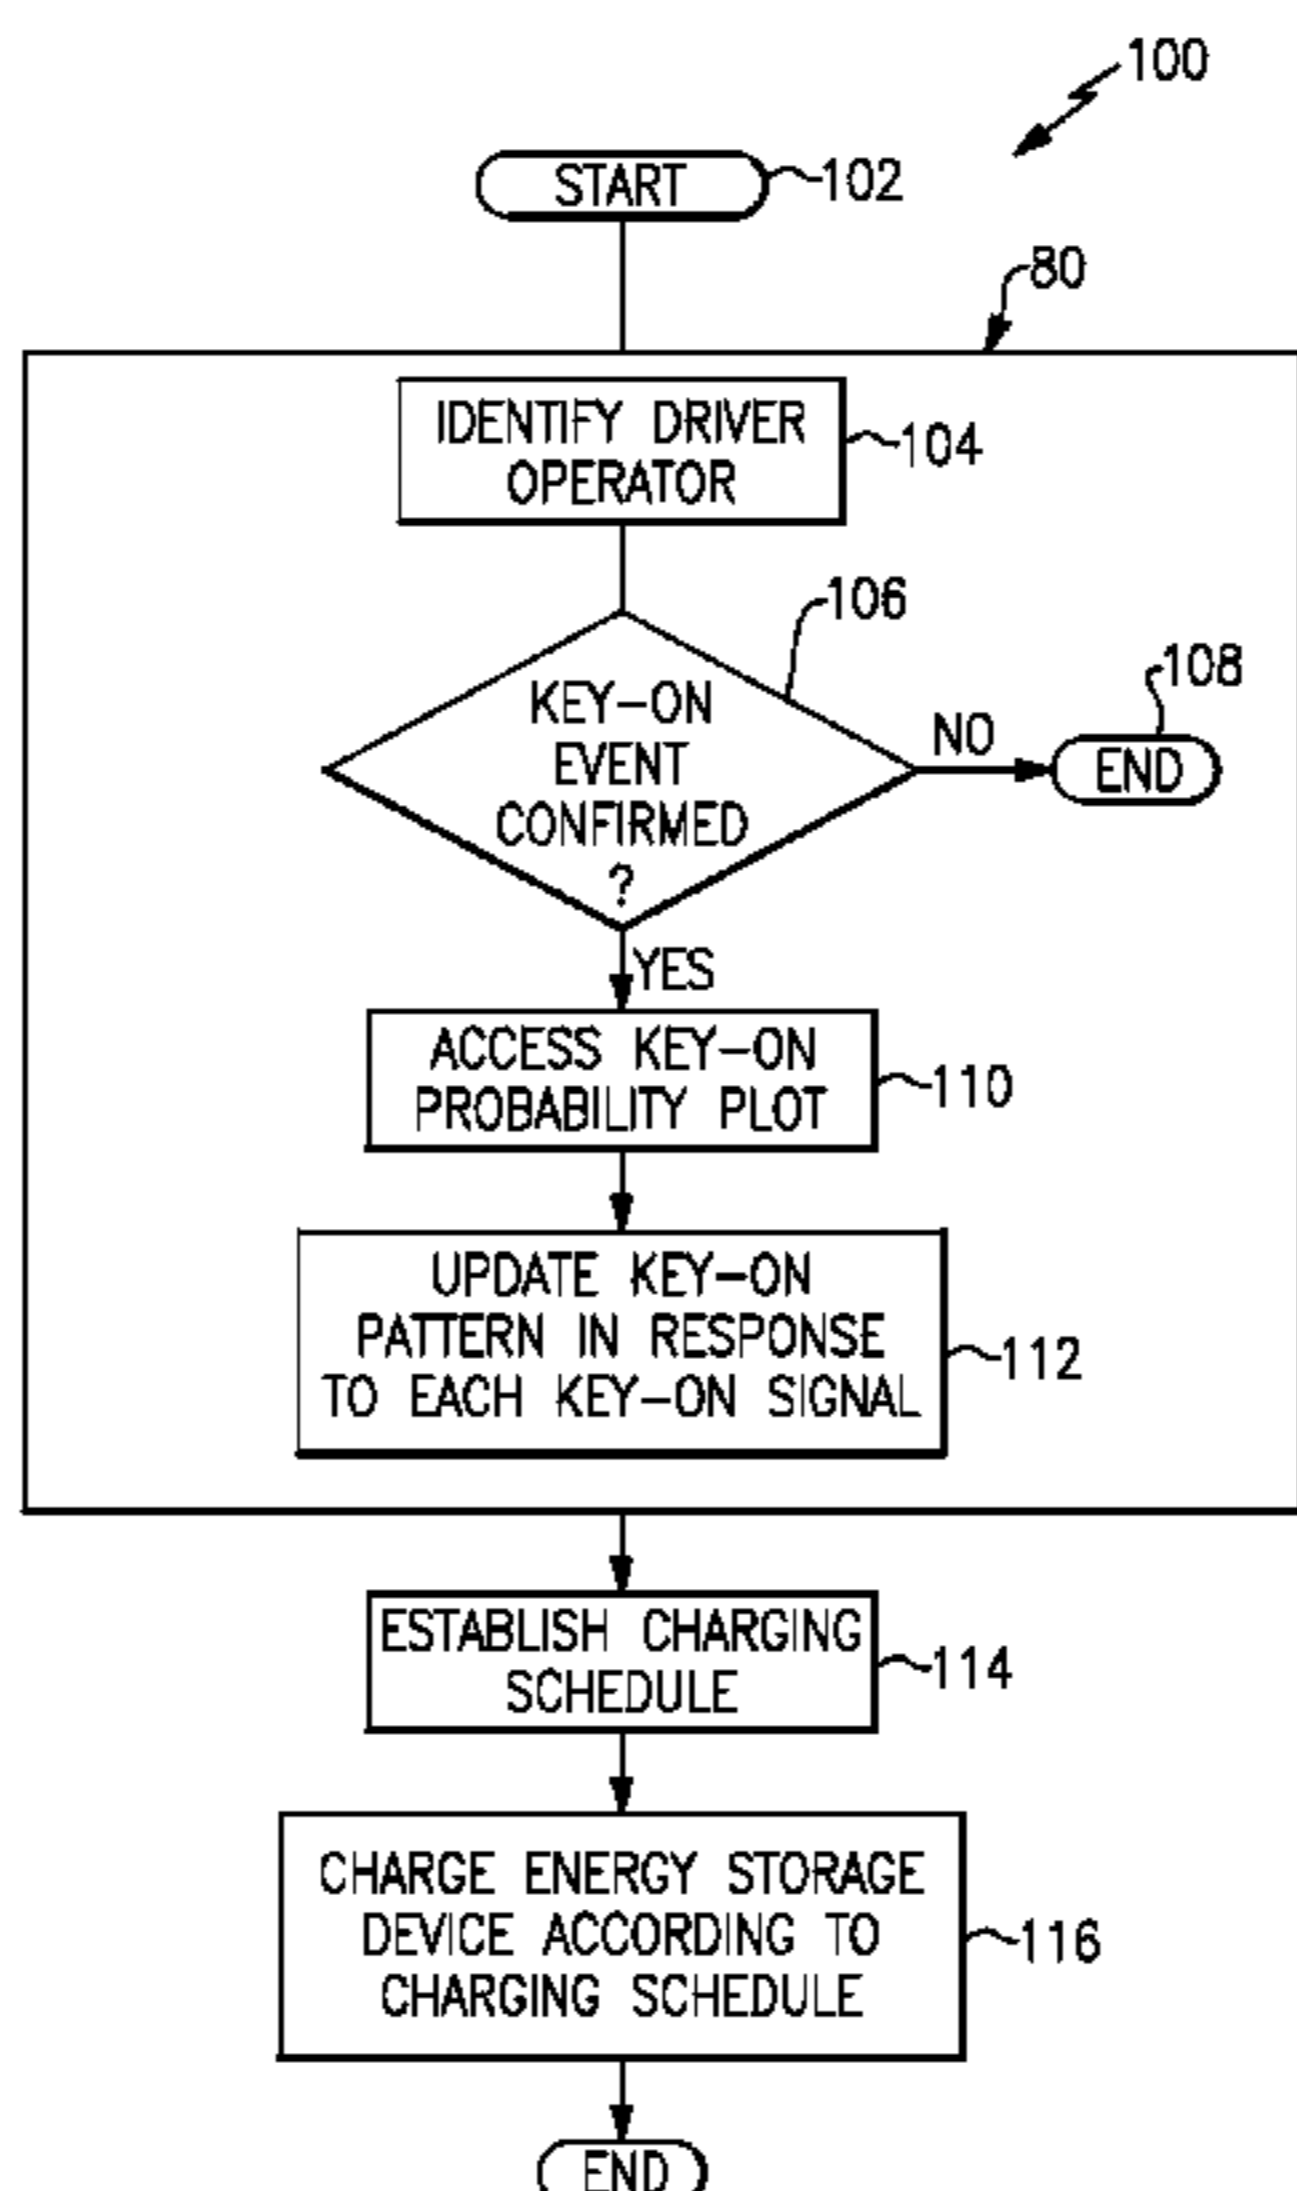 100
START
102
80
IDENTIFY DRIVER
OPERATOR
104
106
KEY-ON
EVENT
CONFIRMED
?
NO
108
END
YES
ACCESS KEY-ON
PROBABILITY PLOT
110
UPDATE KEY-ON
PATTERN IN RESPONSE
TO EACH KEY-ON SIGNAL
112
ESTABLISH CHARGING
SCHEDULE
114
CHARGE ENERGY STORAGE
DEVICE ACCORDING TO
CHARGING SCHEDULE
116
END